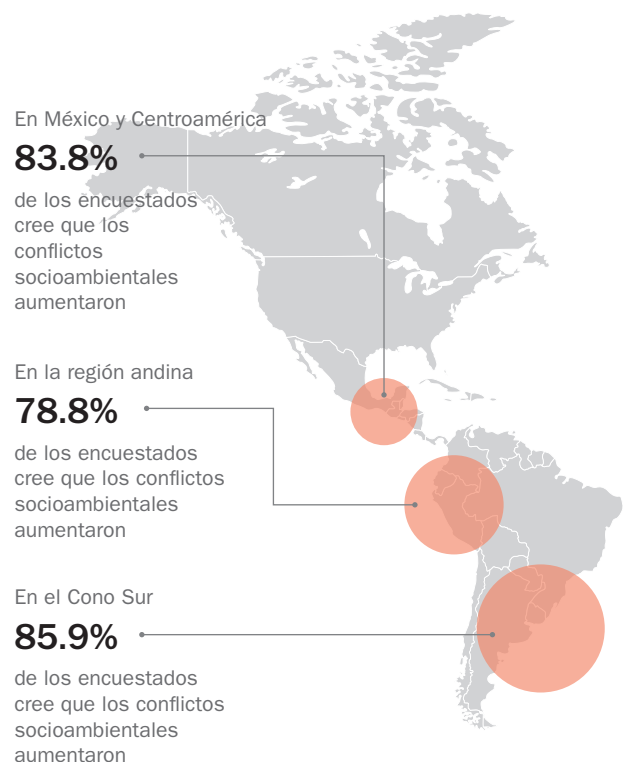 En México y Centroamérica
83.8%
de los encuestados
cree que los
conflictos
socioambientales
aumentaron
En la región andina
78.8%
de los encuestados
cree que los conflictos
socioambientales
aumentaron
En el Cono Sur
85.9%
de los encuestados
cree que los conflictos
socioambientales
aumentaron